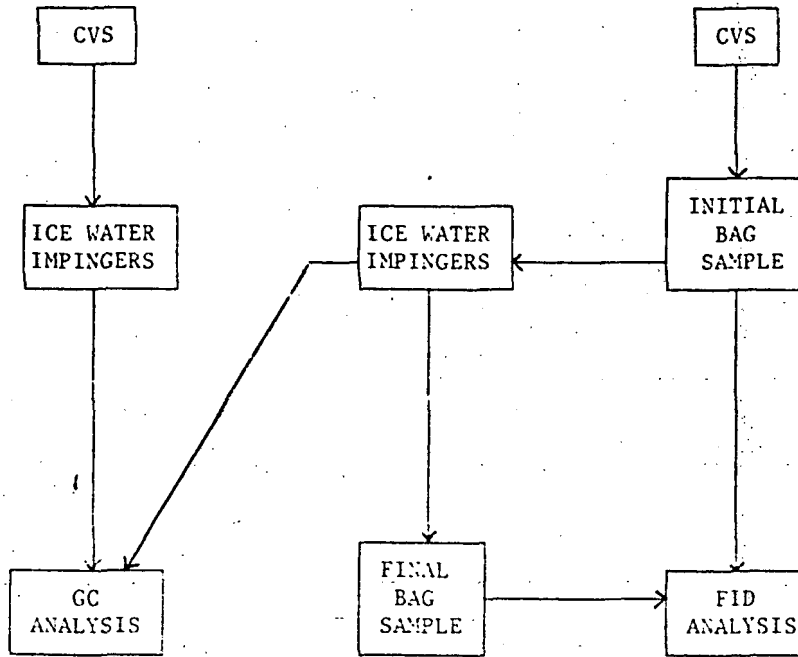 CVS
CVS
ICE WATER
IMPINGERS
ICE WATER
IMPINGERS
INITIAL
BAG
SAMPLE
GC
ANALYSIS
FINAL
BAG
SAMPLE
FID
ANALYSIS